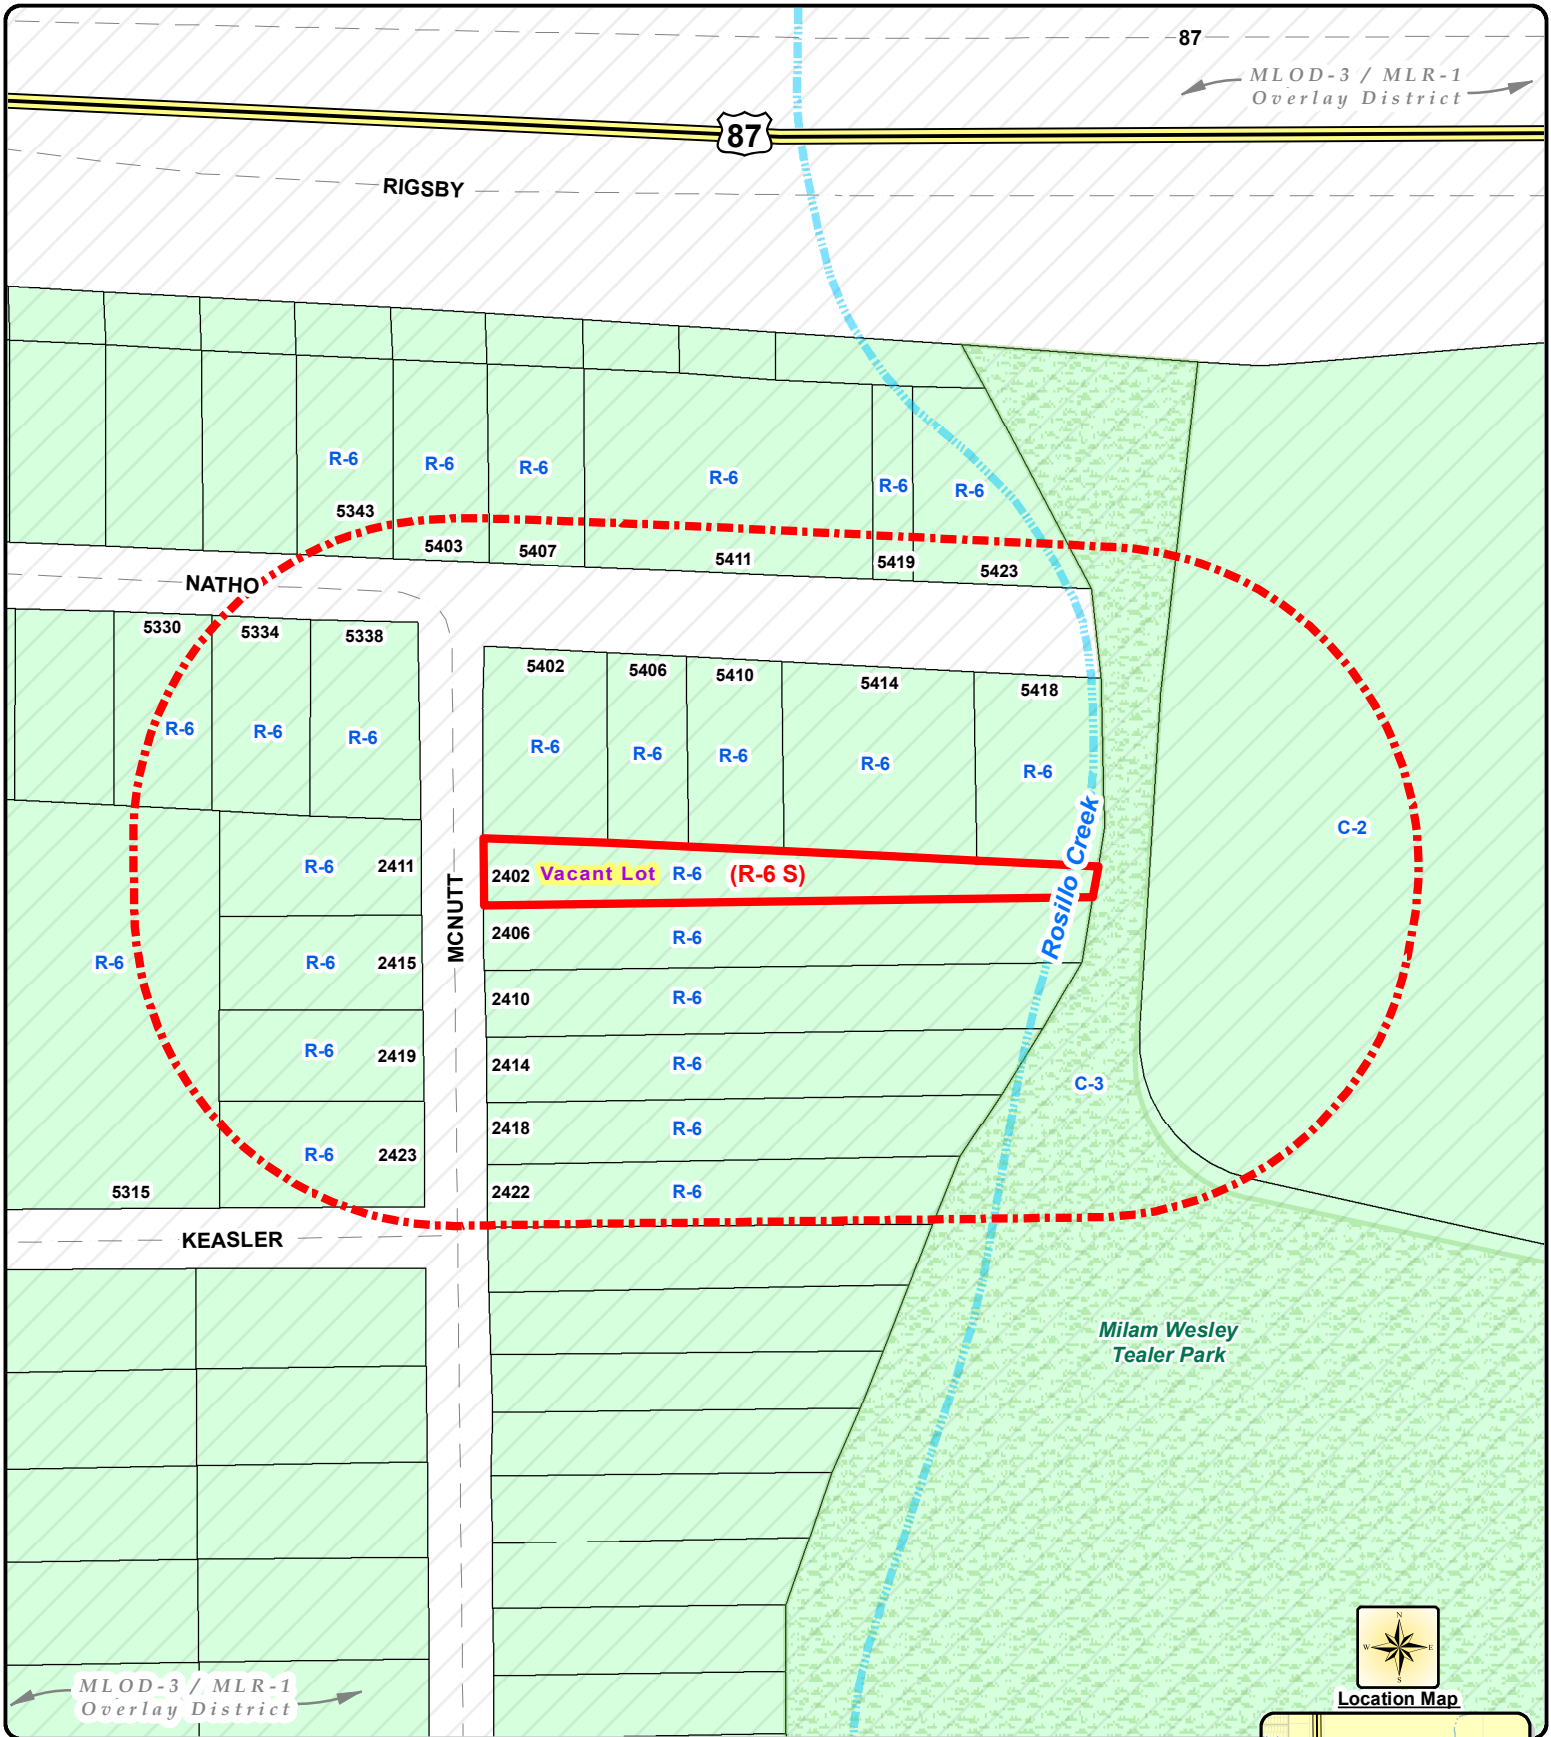 87
MLOD-3 / MLR-1
Overlay District
87
RIGSBY
R-6
R-6
R-6
R-6
R-6
R-6
5343
5403
5407
5411
5419
5423
NATHO
5330
5334
5338
5402
5406
5410
5414
5418
R-6
R-6
R-6
R-6
R-6
R-6
R-6
R-6
C-2
Rosillo Creek
R-6
2411
2402
Vacant Lot
R-6
(R-6 S)
MCNUTT
2406
R-6
R-6
R-6
2415
2410
R-6
R-6
2419
2414
R-6
C-3
2418
R-6
R-6
2423
5315
2422
R-6
KEASLER
Milam Wesley
Tealer Park
N
W
E
S
MLOD-3 / MLR-1
Overlay District
Location Map